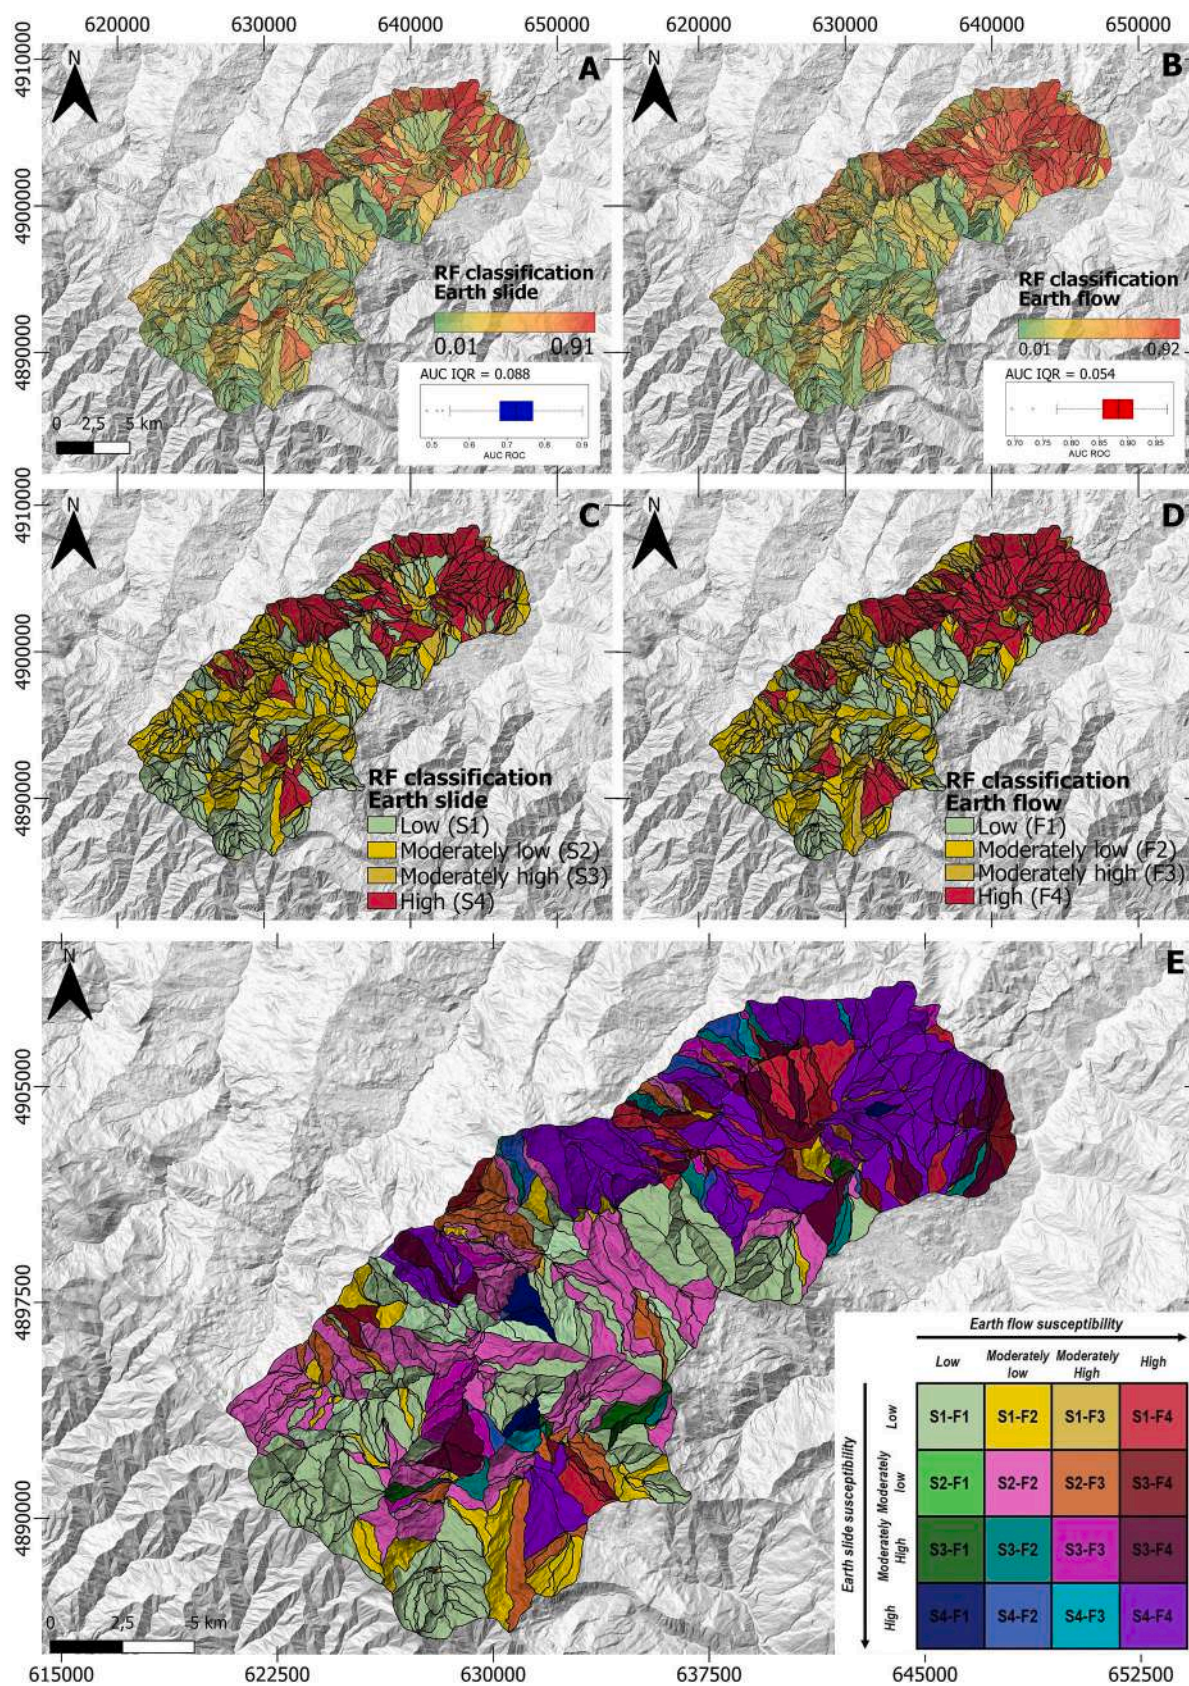 620000 630000 640000 650000 620000 630000 640000 650000
4910000
4900000
4890000
N
A
RF classification
Earth slide
0.01 0.91
AUC IQR = 0.088
0.5 0.6 0.7 0.8 0.9
AUC ROC
0 2,5 5 km
N
B
RF classification
Earth flow
0.01 0.92
AUC IQR = 0.054
0.70 0.75 0.80 0.85 0.90 0.95
AUC ROC
4910000
4900000
4890000
N
C
RF classification
Earth slide
Low (S1)
Moderately low (S2)
Moderately high (S3)
High (S4)
N
D
RF classification
Earth flow
Low (F1)
Moderately low (F2)
Moderately high (F3)
High (F4)
N
E
4905000
4897500
4890000
0 2,5 5 km
615000 622500 630000 637500 645000 652500
Earth flow susceptibility
Low Moderately low Moderately High High
Earth slide susceptibility
Low
S1-F1 S1-F2 S1-F3 S1-F4
Moderately low
S2-F1 S2-F2 S2-F3 S3-F4
Moderately High
S3-F1 S3-F2 S3-F3 S3-F4
High
S4-F1 S4-F2 S4-F3 S4-F4